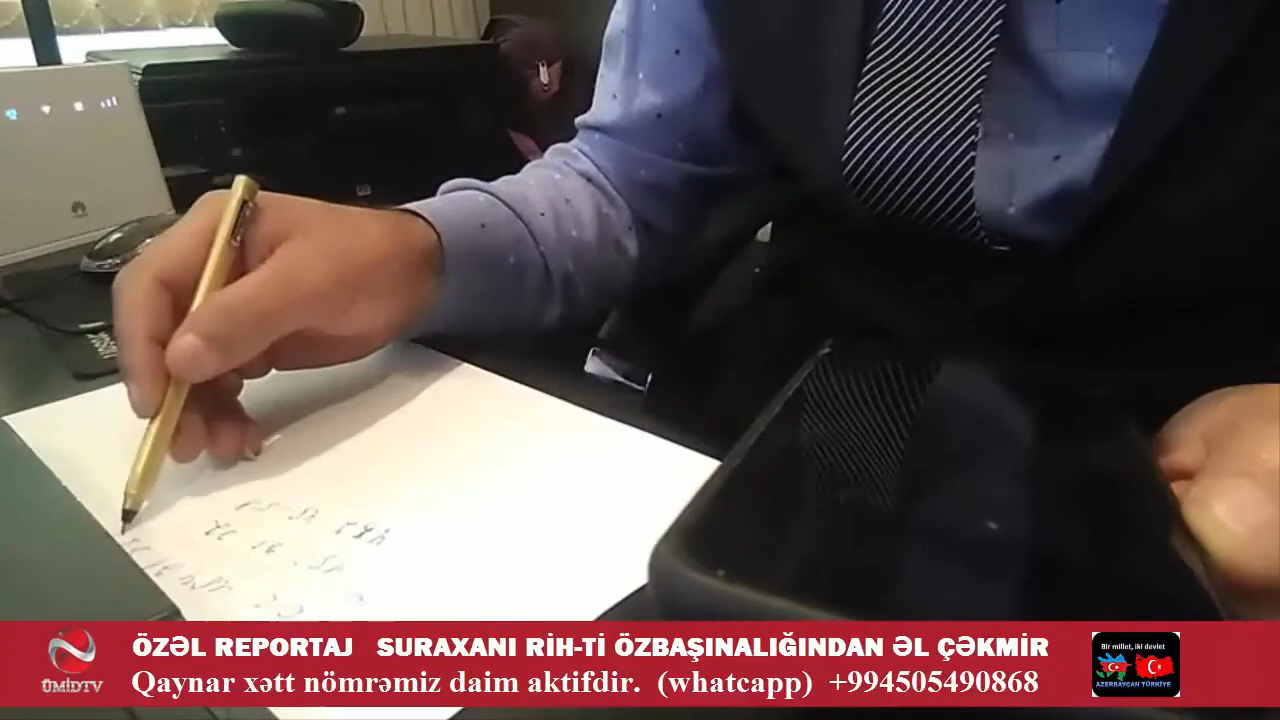 ÖZƏL REPORTAJ SURAXANI RİH-Tİ ÖZBAŞINALIĞINDAN ƏL ÇƏKMİR
Qaynar xətt nömrəmiz daim aktifdir. (whatcapp) +994505490868
ÜMİDTV
Bir millet, iki devlet
AZERBAYCAN TÜRKİYE